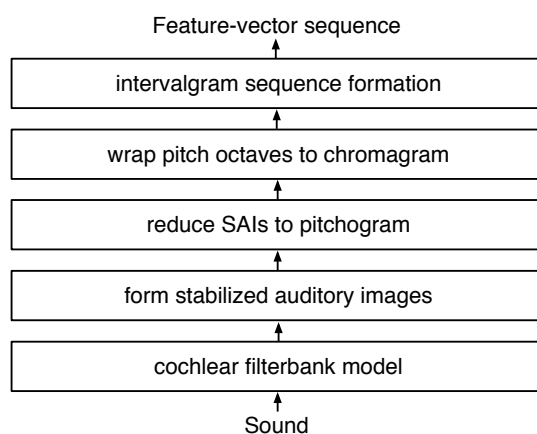 Feature-vector sequence
intervalgram sequence formation
wrap pitch octaves to chromagram
reduce SAIs to pitchogram
form stabilized auditory images
cochlear filterbank model
Sound